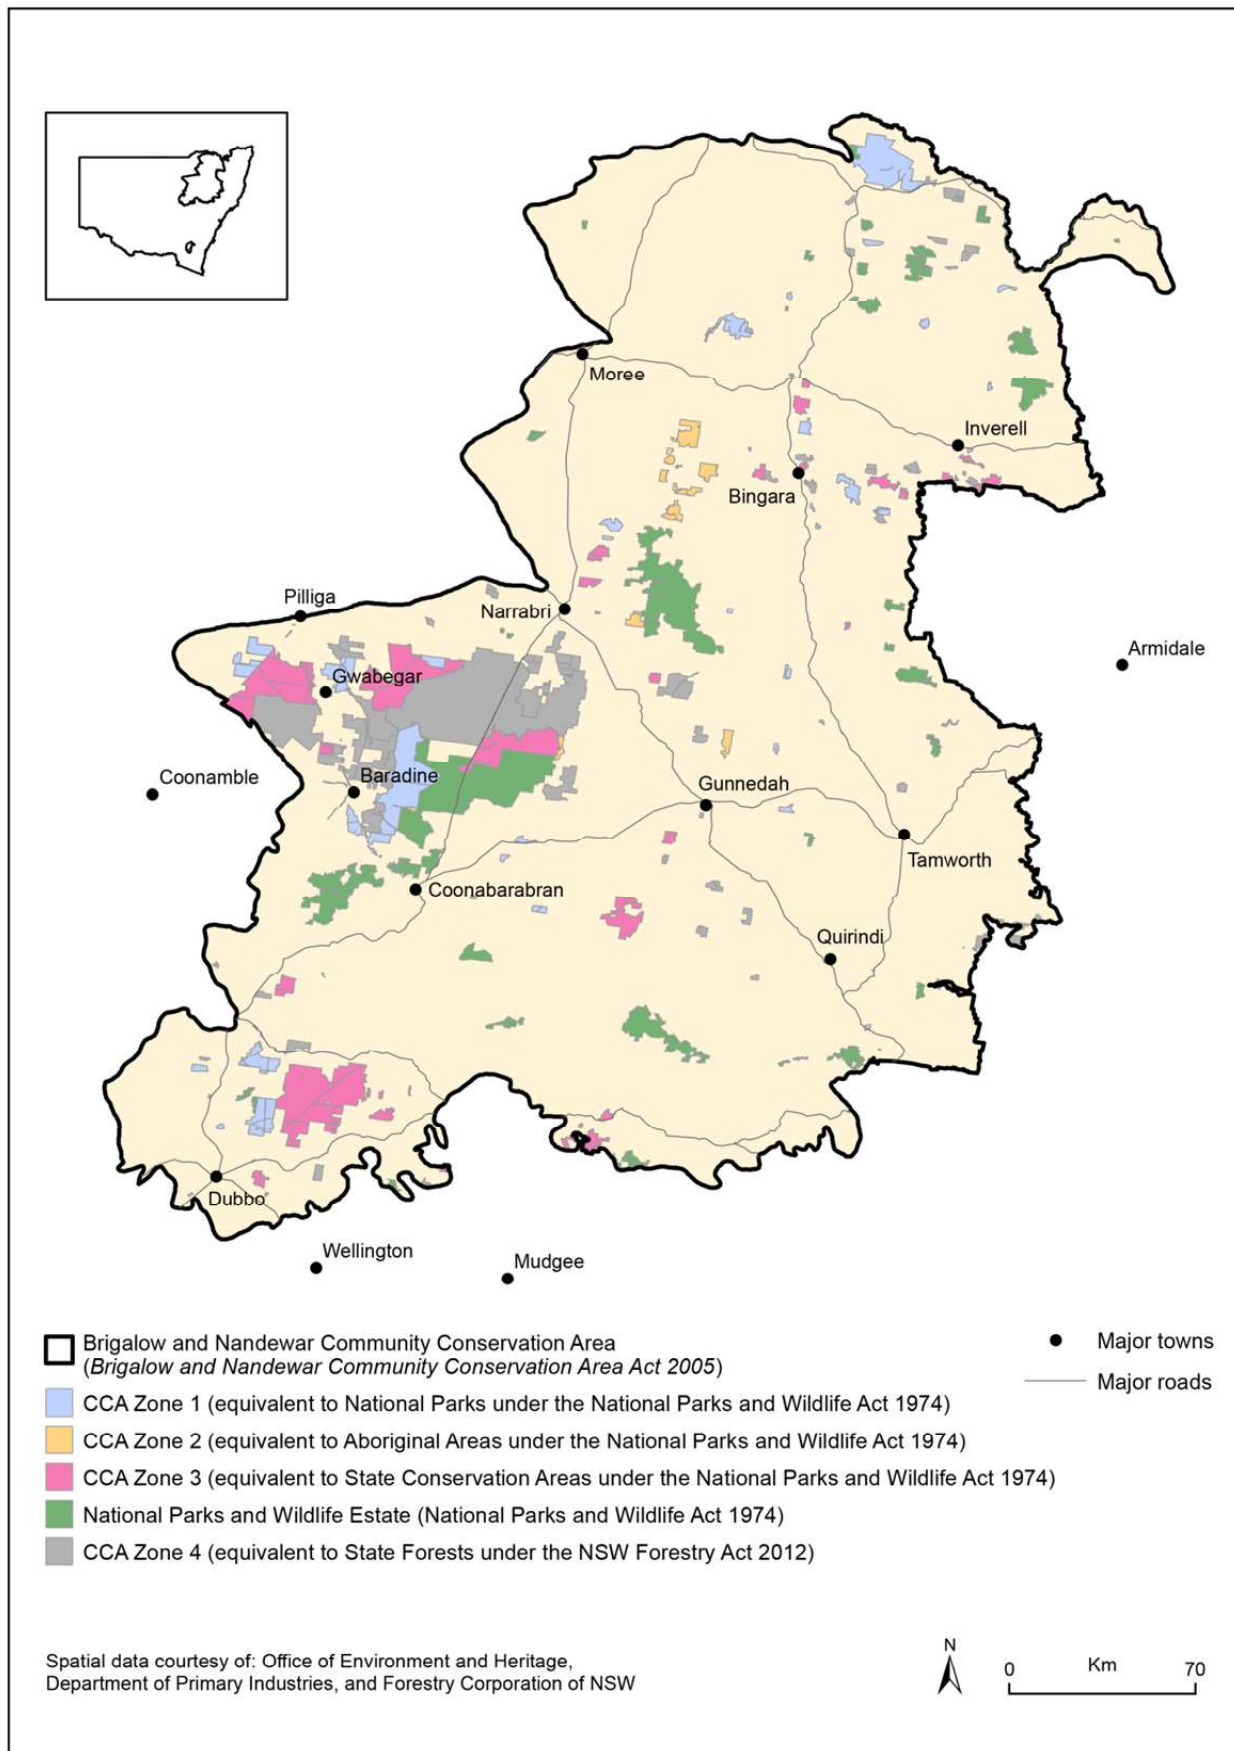 Moree
Inverell
Bingara
Pilliga
Narrabri
Armidale
Gwabegar
Coonamble
Baradine
Gunnedah
Tamworth
Coonabarabran
Quirindi
Dubbo
Wellington
Mudgee
Brigalow and Nandewar Community Conservation Area
(Brigalow and Nandewar Community Conservation Area Act 2005)
CCA Zone 1 (equivalent to National Parks under the National Parks and Wildlife Act 1974)
CCA Zone 2 (equivalent to Aboriginal Areas under the National Parks and Wildlife Act 1974)
CCA Zone 3 (equivalent to State Conservation Areas under the National Parks and Wildlife Act 1974)
National Parks and Wildlife Estate (National Parks and Wildlife Act 1974)
CCA Zone 4 (equivalent to State Forests under the NSW Forestry Act 2012)
Major towns
Major roads
Spatial data courtesy of: Office of Environment and Heritage,
Department of Primary Industries, and Forestry Corporation of NSW
N
0 Km 70